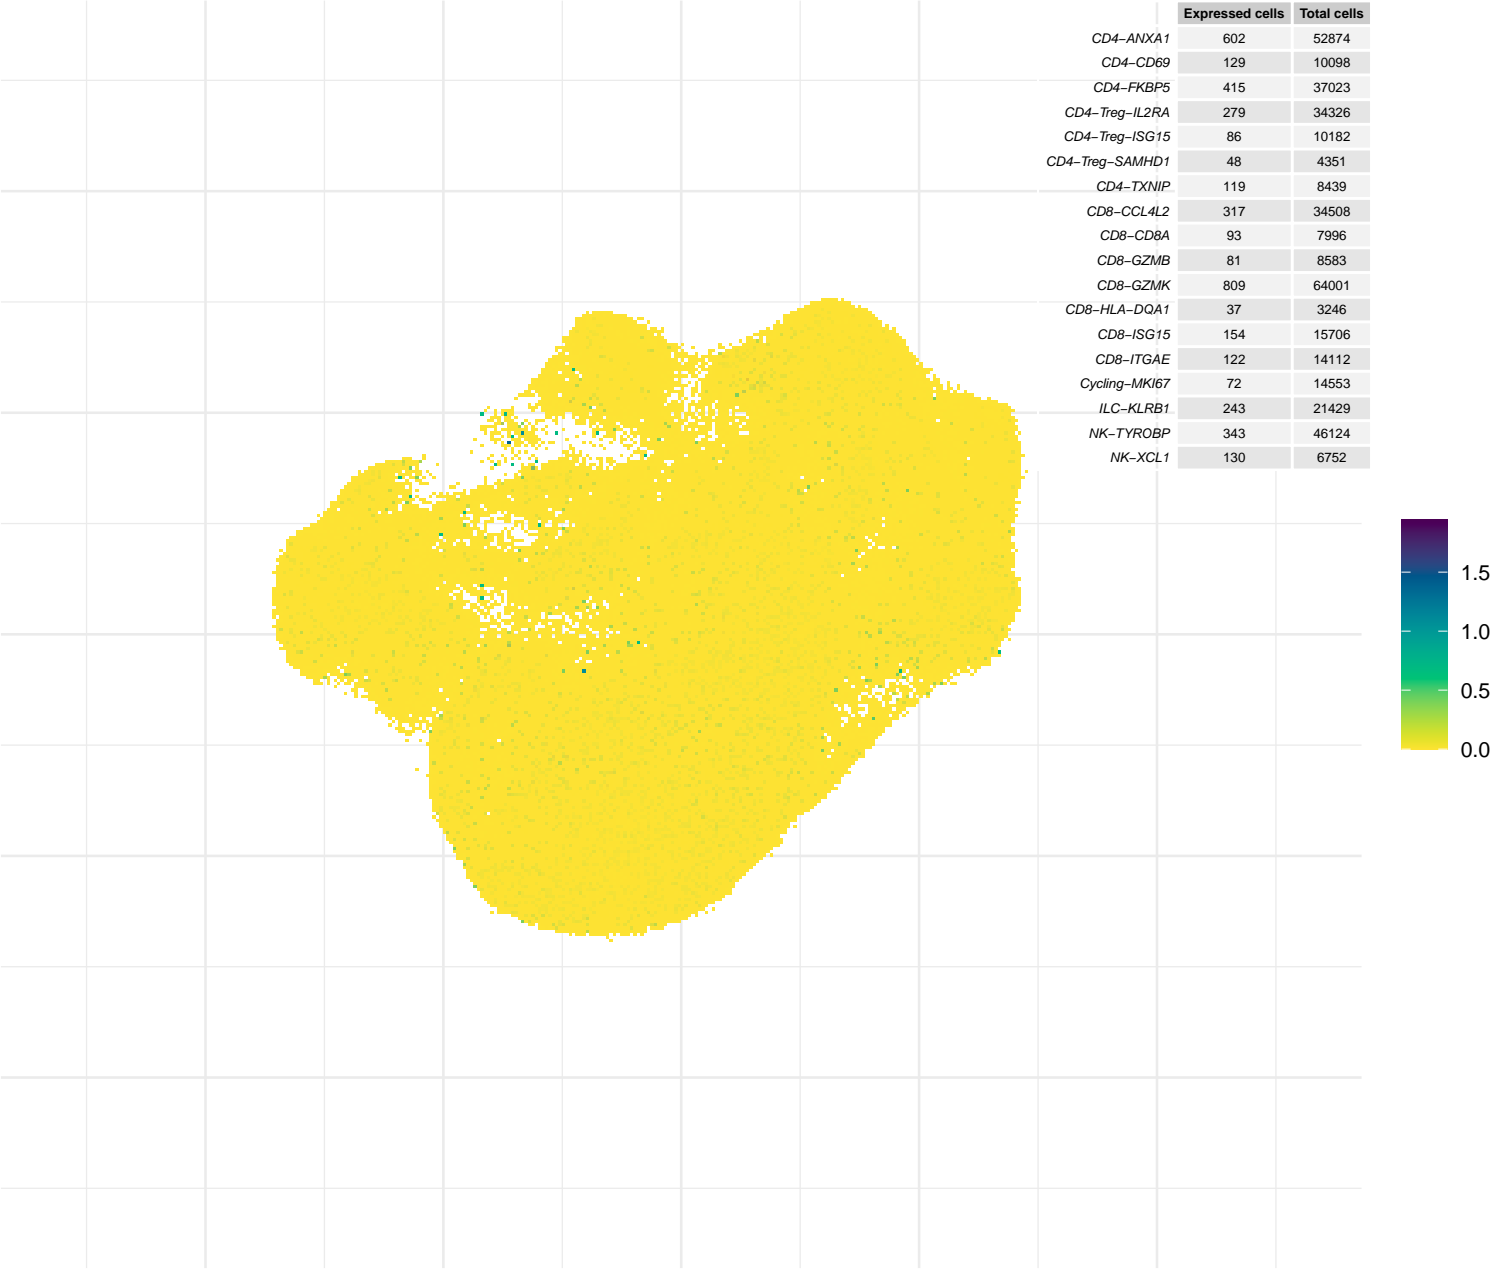 Expressed cells Total cells
CD4−ANXA1 602 52874
CD4−CD69 129 10098
CD4−FKBP5 415 37023
CD4−Treg−IL2RA 279 34326
CD4−Treg−ISG15 86 10182
CD4−Treg−SAMHD1 48 4351
CD4−TXNIP 119 8439
CD8−CCL4L2 317 34508
CD8−CD8A 93 7996
CD8−GZMB 81 8583
CD8−GZMK 809 64001
CD8−HLA−DQA1 37 3246
CD8−ISG15 154 15706
CD8−ITGAE 122 14112
Cycling−MKI67 72 14553
ILC−KLRB1 243 21429
NK−TYROBP 343 46124
NK−XCL1 130 6752
1.5
1.0
0.5
0.0